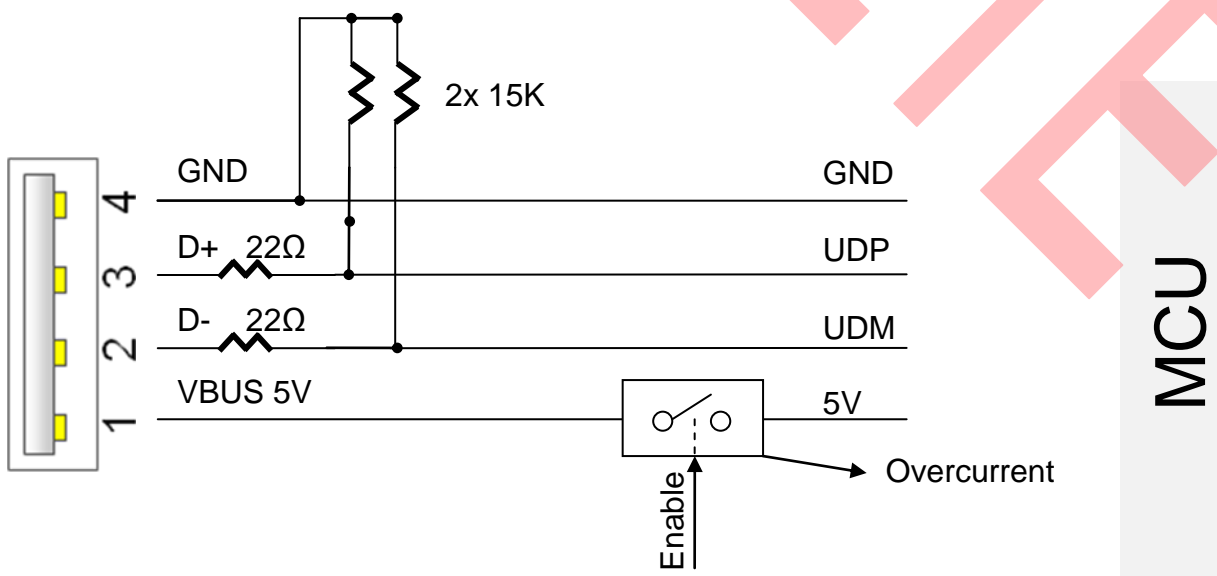 2x 15K
GND GND
4
D+ 22Ω UDP
3
D- 22Ω UDM
2
VBUS 5V 5V
1
Overcurrent
Enable
MCU